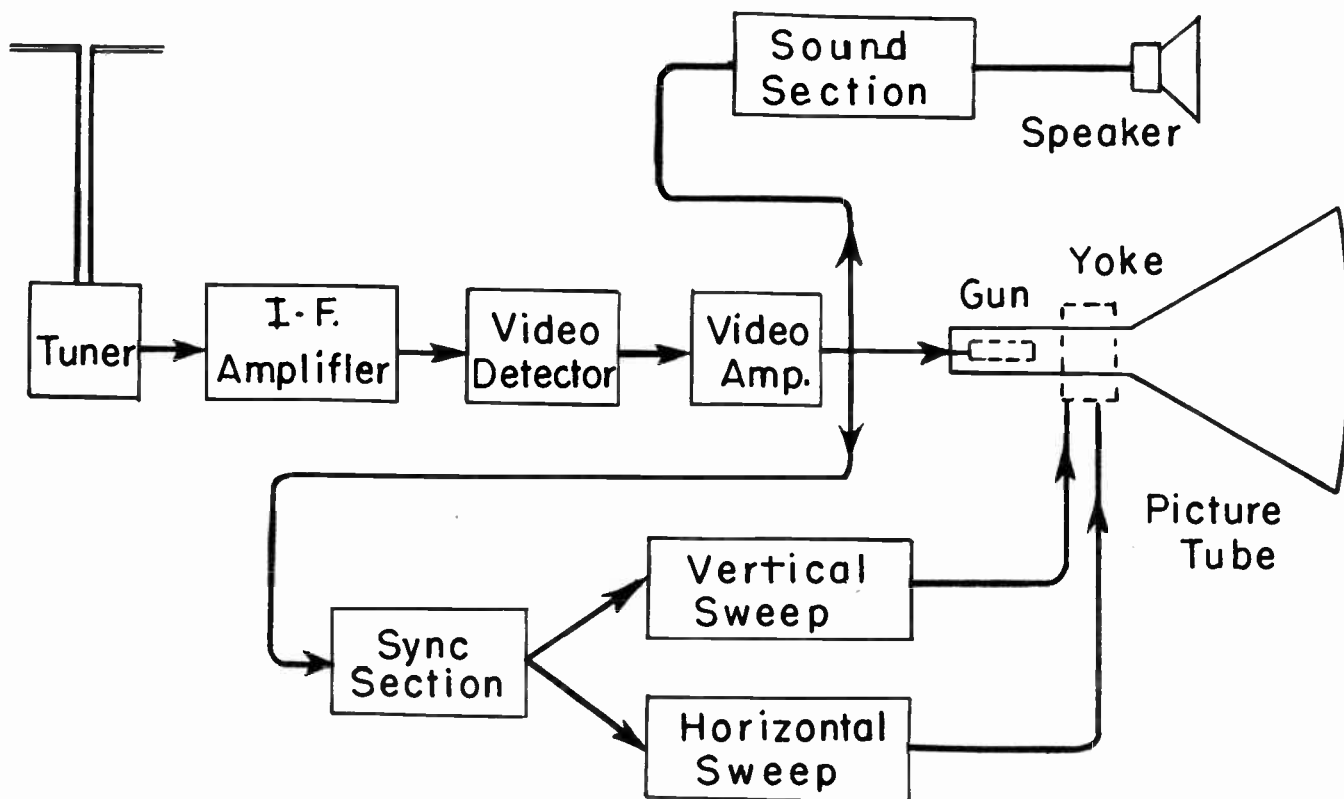 Sound
Section
Speaker
Yoke
Gun
Tuner
I-F.
Amplifier
Video
Detector
Video
Amp.
Picture
Tube
Vertical
Sweep
Sync
Section
Horizontal
Sweep